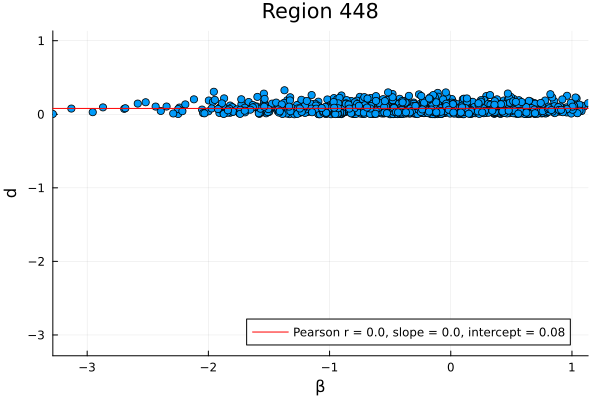 Region 448
1
0
−1
−2
−3
d
Pearson r = 0.0, slope = 0.0, intercept = 0.08
−3 −2 −1 0 1
β